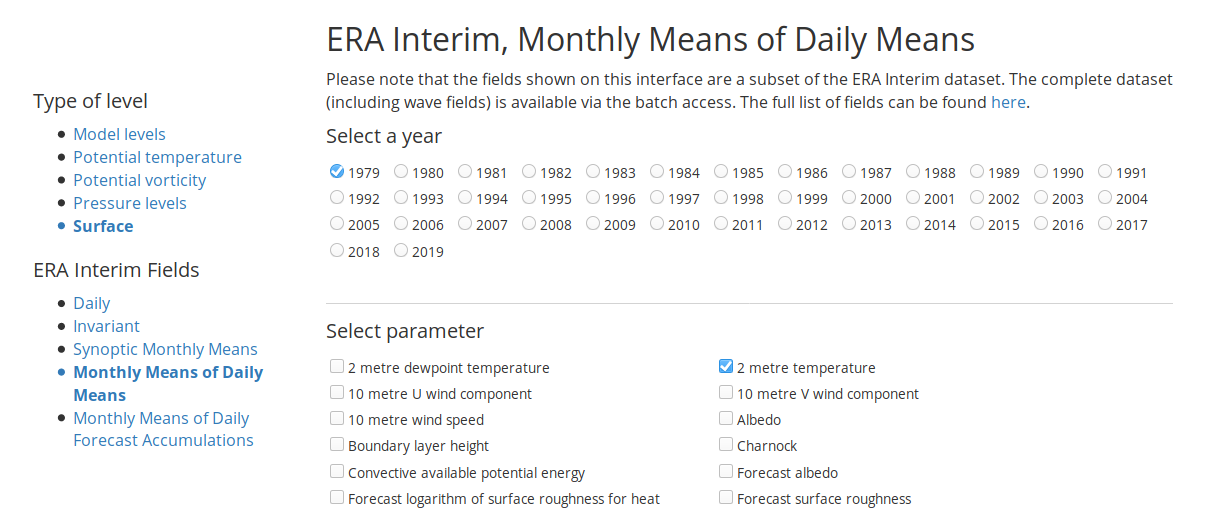 ERA Interim, Monthly Means of Daily Means
Please note that the fields shown on this interface are a subset of the ERA Interim dataset. The complete dataset
(including wave fields) is available via the batch access. The full list of fields can be found here.
Type of level
Model levels
Potential temperature
Potential vorticity
Pressure levels
Surface
ERA Interim Fields
Daily
Invariant
Synoptic Monthly Means
Monthly Means of Daily
Means
Monthly Means of Daily
Forecast Accumulations
Select a year
1979 1980 1981 1982 1983 1984 1985 1986 1987 1988 1989 1990 1991
1992 1993 1994 1995 1996 1997 1998 1999 2000 2001 2002 2003 2004
2005 2006 2007 2008 2009 2010 2011 2012 2013 2014 2015 2016 2017
2018 2019
Select parameter
2 metre dewpoint temperature 2 metre temperature
10 metre U wind component 10 metre V wind component
10 metre wind speed Albedo
Boundary layer height Charnock
Convective available potential energy Forecast albedo
Forecast logarithm of surface roughness for heat Forecast surface roughness